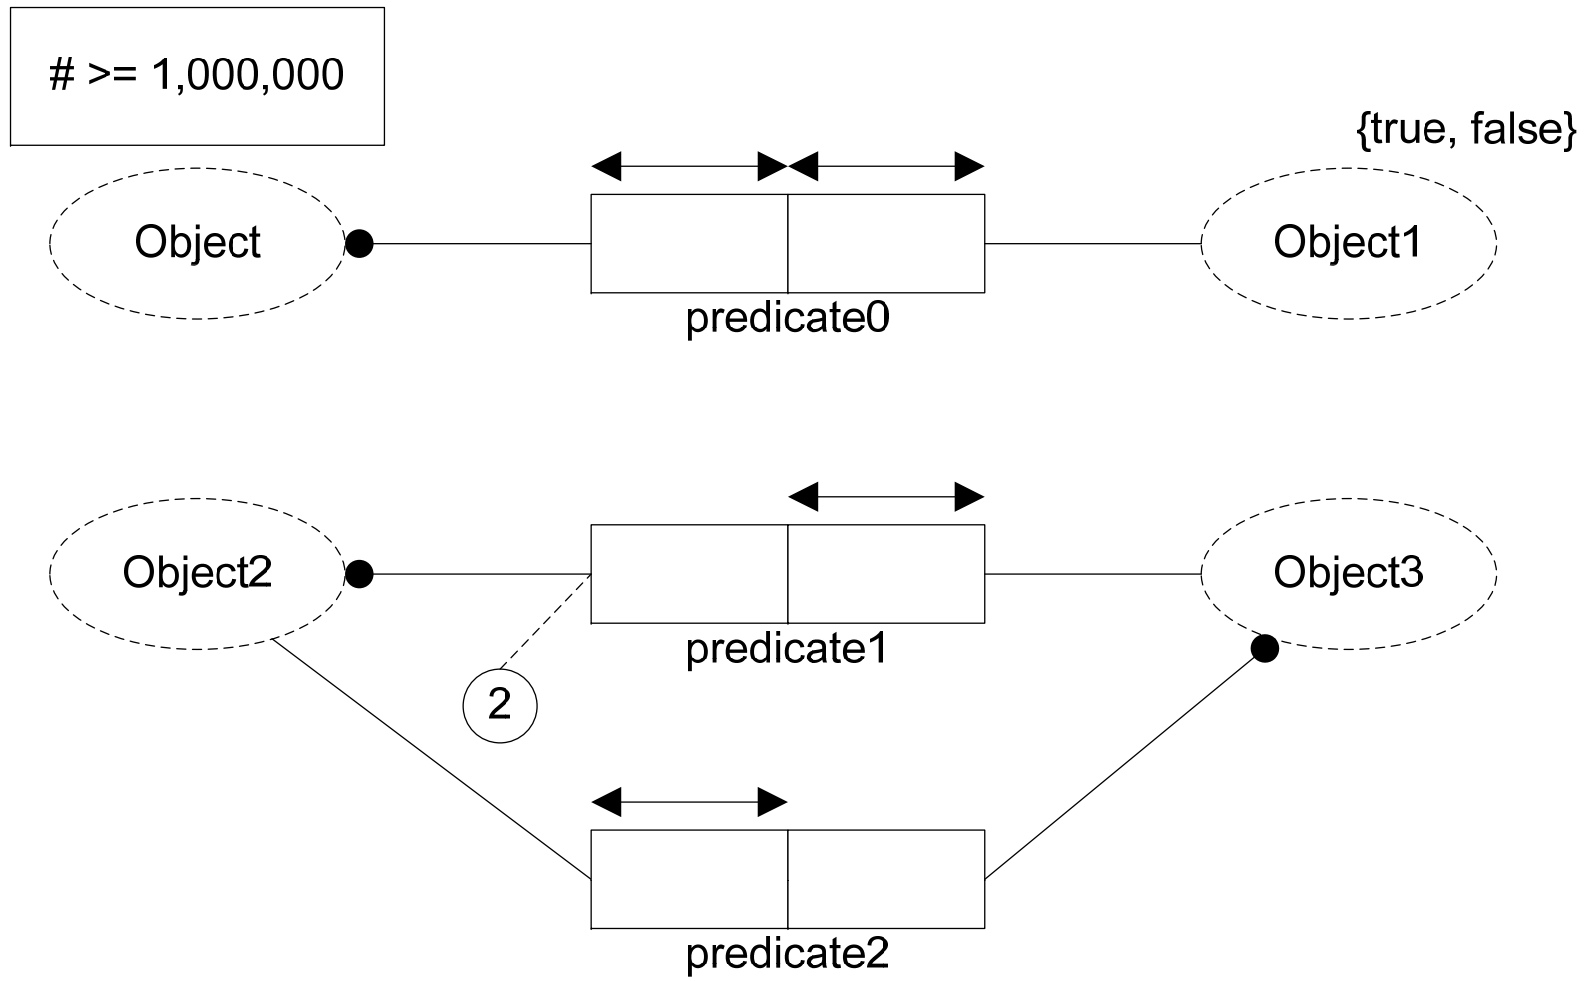 # >= 1,000,000
{true, false}
Object
Object1
predicate0
Object2
Object3
predicate1
2
predicate2